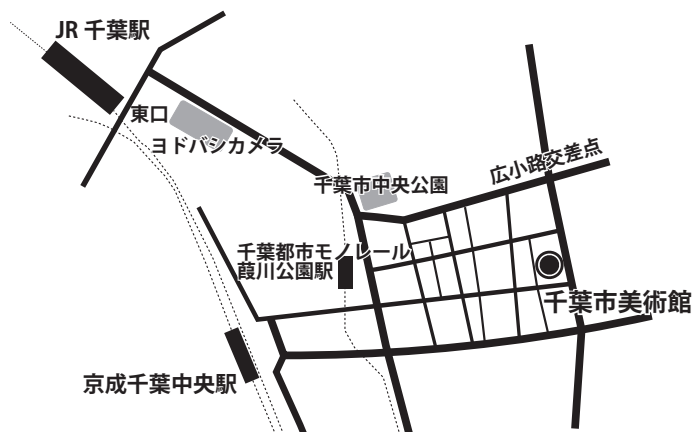 JR 千葉駅
東口
ヨドバシカメラ
千葉市中央公園
広小路交差点
千葉都市モノレール
葭川公園駅
千葉市美術館
京成千葉中央駅